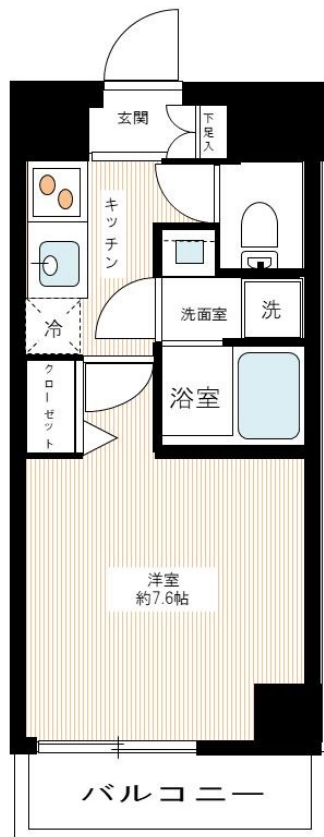 玄関
下足入
キッチン
冷
洗面室
洗
クローゼット
浴室
洋室
約7.6帖
バルコニー